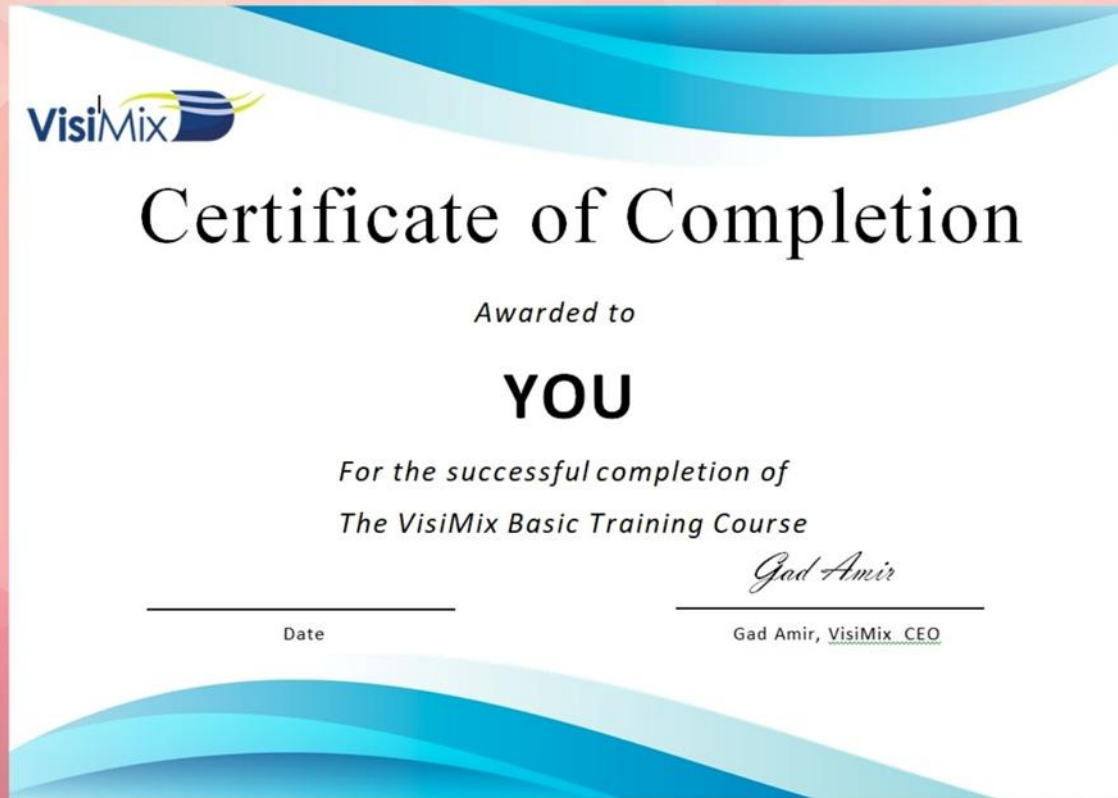 VisiMix
Certificate of Completion
Awarded to
YOU
For the successful completion of
The VisiMix Basic Training Course
Gad Amir
Date
Gad Amir, VisiMix CEO